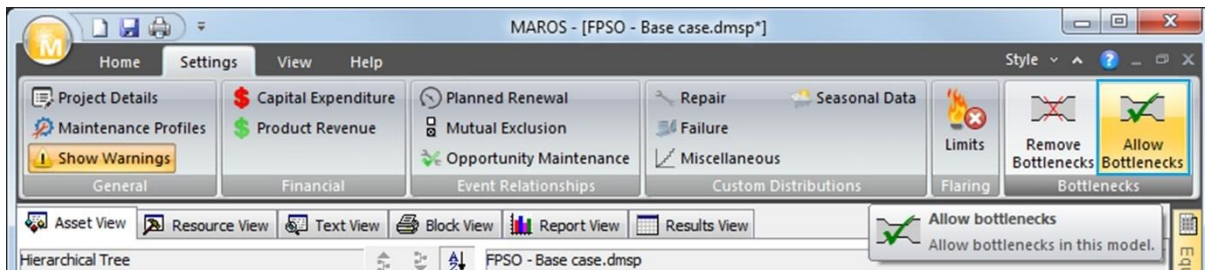 MAROS - [FPSO - Base case.dmsp*]
M
Home Settings View Help Style
Project Details Capital Expenditure Planned Renewal Repair Seasonal Data
Maintenance Profiles Product Revenue Mutual Exclusion Failure
Show Warnings Opportunity Maintenance Miscellaneous
Limits
Remove Bottlenecks
Allow Bottlenecks
General Financial Event Relationships Custom Distributions Flaring Bottlenecks
Asset View Resource View Text View Block View Report View Results View
Allow bottlenecks
Allow bottlenecks in this model.
Hierarchical Tree FPSO - Base case.dmsp
Equ